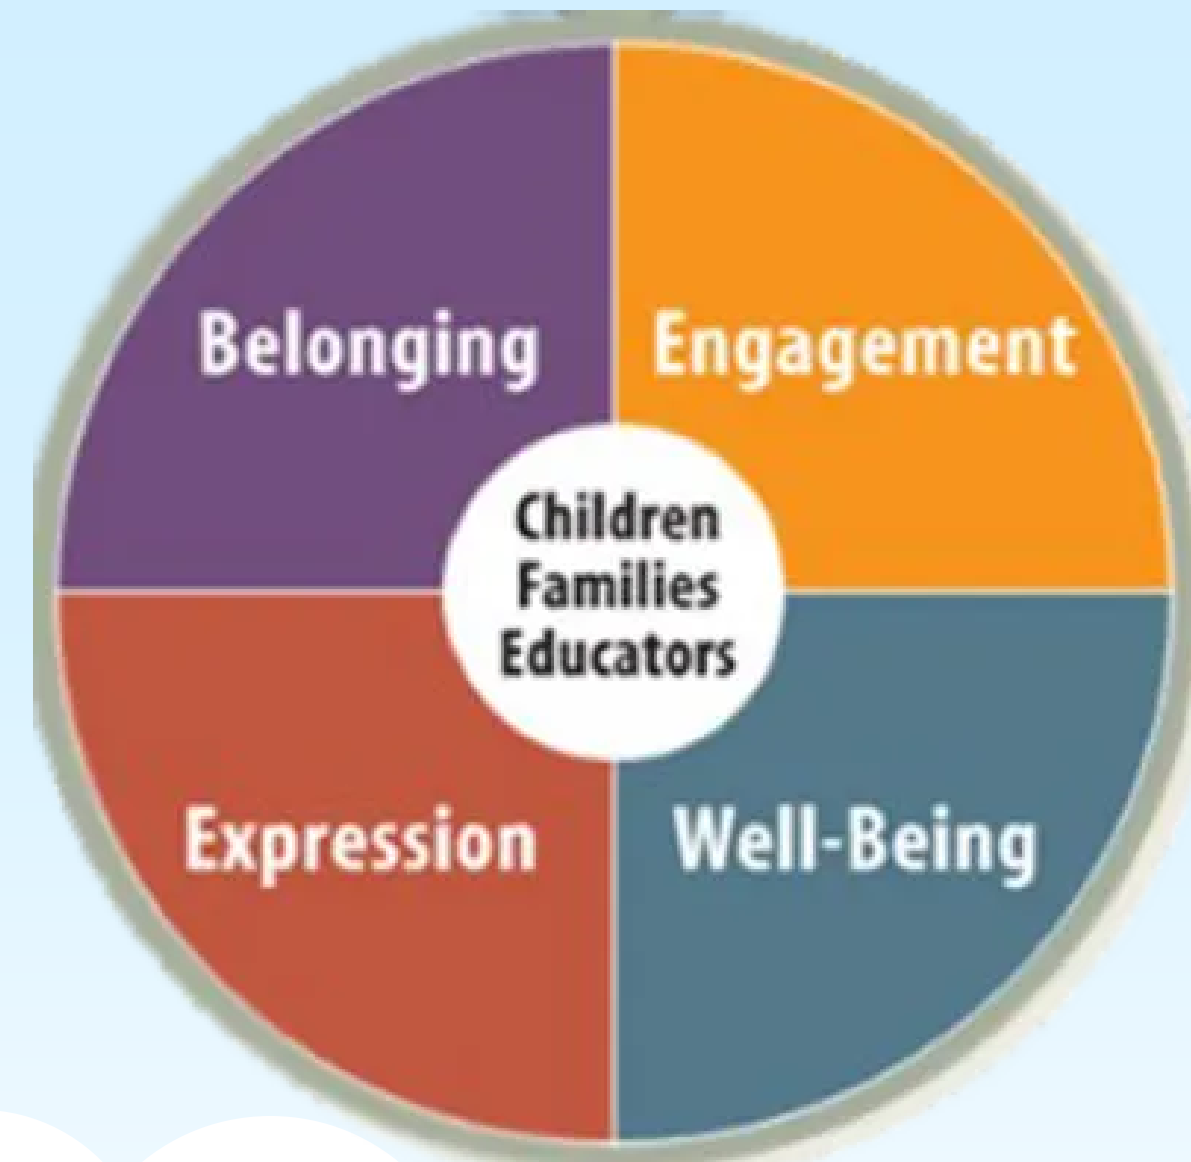 Belonging
Engagement
Children
Families
Educators
Expression
Well-Being